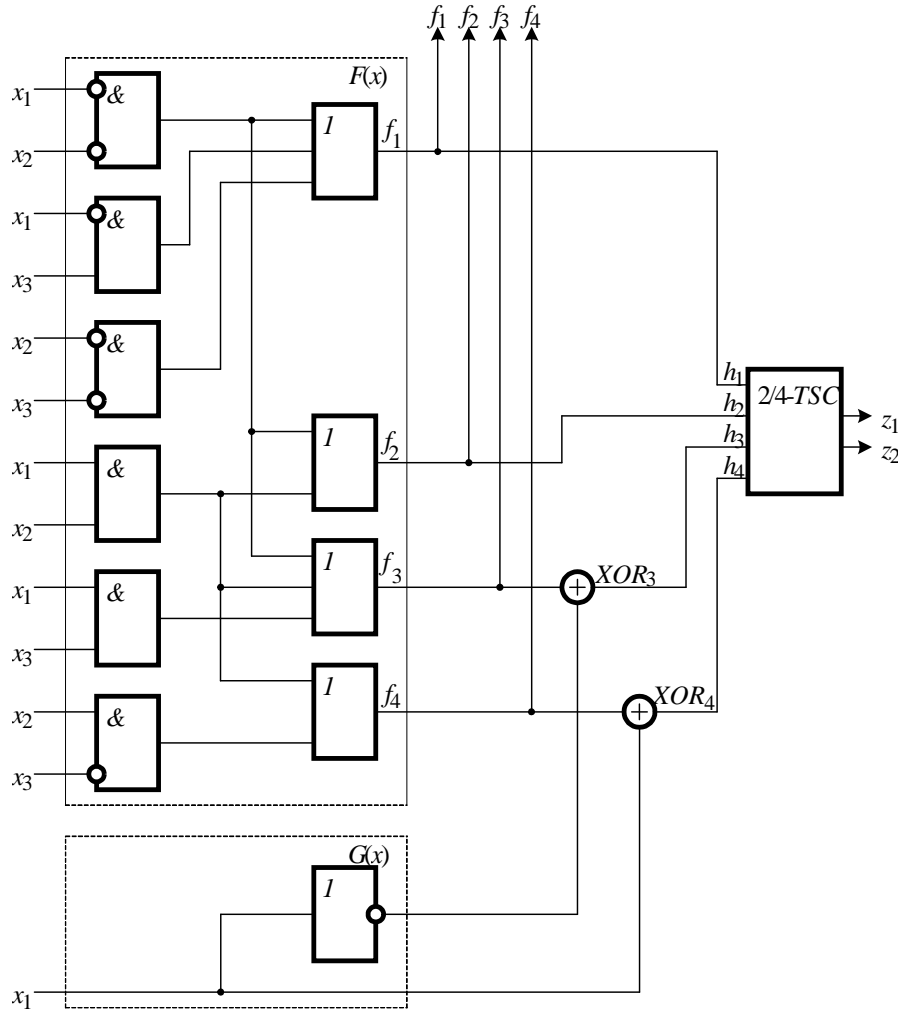 f1 f2 f3 f4
F(x)
x1 &
x2
1 f1
x1 &
x3
x2 &
x3
h1 2/4-TSC
h2 z1
h3 z2
h4
1 f2
x1 &
x2
1 f3 XOR3
x1 &
x3
1 f4 XOR4
x2 &
x3
G(x)
1
x1